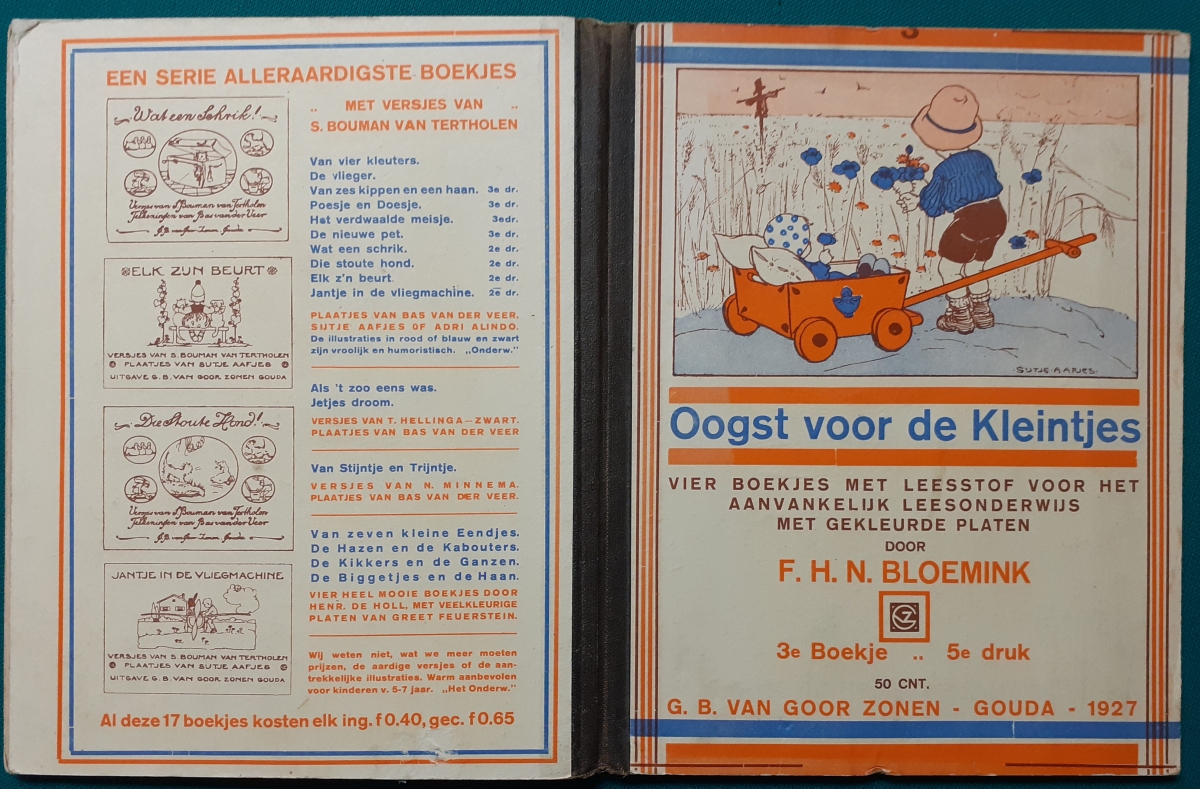 EEN SERIE ALLERAARDIGSTE BOEKJES
Wat een Schrik!
Versjes van S. Bouman van Tertholen
Teekeningen van Bas van der Veer
G.B. van Goor Zonen Gouda
ELK ZIJN BEURT
VERSJES VAN S. BOUMAN VAN TERTHOLEN
PLAATJES VAN SIJTJE AAFJES
UITGAVE G. B. VAN GOOR ZONEN GOUDA
Die Stoute Hond!
Versjes van S. Bouman van Tertholen
Teekeningen van Bas van der Veer
G.B. van Goor Zonen Gouda
JANTJE IN DE VLIEGMACHINE
VERSJES VAN S. BOUMAN VAN TERTHOLEN
PLAATJES VAN SIJTJE AAFJES
UITGAVE G. B. VAN GOOR ZONEN GOUDA
.. MET VERSJES VAN ..
S. BOUMAN VAN TERTHOLEN
Van vier kleuters.
De vlieger.
Van zes kippen en een haan. 3e dr.
Poesje en Doesje. 3e dr.
Het verdwaalde meisje. 3e dr.
De nieuwe pet. 3e dr.
Wat een schrik. 2e dr.
Die stoute hond. 2e dr.
Elk z'n beurt. 2e dr.
Jantje in de vliegmachine. 2e dr.
PLAATJES VAN BAS VAN DER VEER,
SIJTJE AAFJES OF ADRI ALINDO.
De illustraties in rood of blauw en zwart
zijn vroolijk en humoristisch. „Onderw."
Als 't zoo eens was.
Jetjes droom.
VERSJES VAN T. HELLINGA—ZWART.
PLAATJES VAN BAS VAN DER VEER
Van Stijntje en Trijntje.
VERSJES VAN N. MINNEMA.
PLAATJES VAN BAS VAN DER VEER.
Van zeven kleine Eendjes.
De Hazen en de Kabouters.
De Kikkers en de Ganzen.
De Biggetjes en de Haan.
VIER HEEL MOOIE BOEKJES DOOR
HENR. DE HOLL, MET VEELKLEURIGE
PLATEN VAN GREET FEUERSTEIN.
Wij weten niet, wat we meer moeten
prijzen, de aardige versjes of de aan-
trekkelijke illustraties. Warm aanbevolen
voor kinderen v. 5-7 jaar. „Het Onderw."
Al deze 17 boekjes kosten elk ing. f 0.40, gec. f 0.65
3
SIJTJE·AAFJES·
Oogst voor de Kleintjes
VIER BOEKJES MET LEESSTOF VOOR HET
AANVANKELIJK LEESONDERWIJS
MET GEKLEURDE PLATEN
DOOR
F. H. N. BLOEMINK
3e Boekje .. 5e druk
50 CNT.
G. B. VAN GOOR ZONEN - GOUDA - 1927